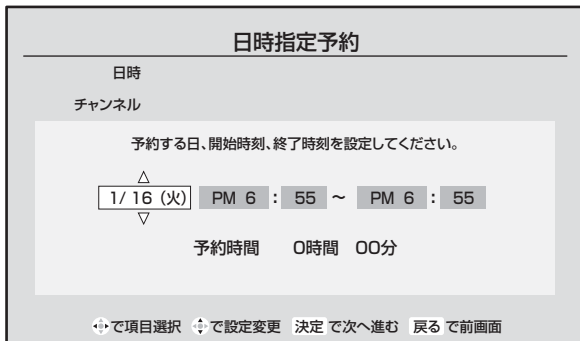 日時指定予約
日時
チャンネル
予約する日、開始時刻、終了時刻を設定してください。
1/ 16 (火) PM 6 : 55 ~ PM 6 : 55
予約時間 0時間 00分
で項目選択 で設定変更 決定 で次へ進む 戻る で前画面